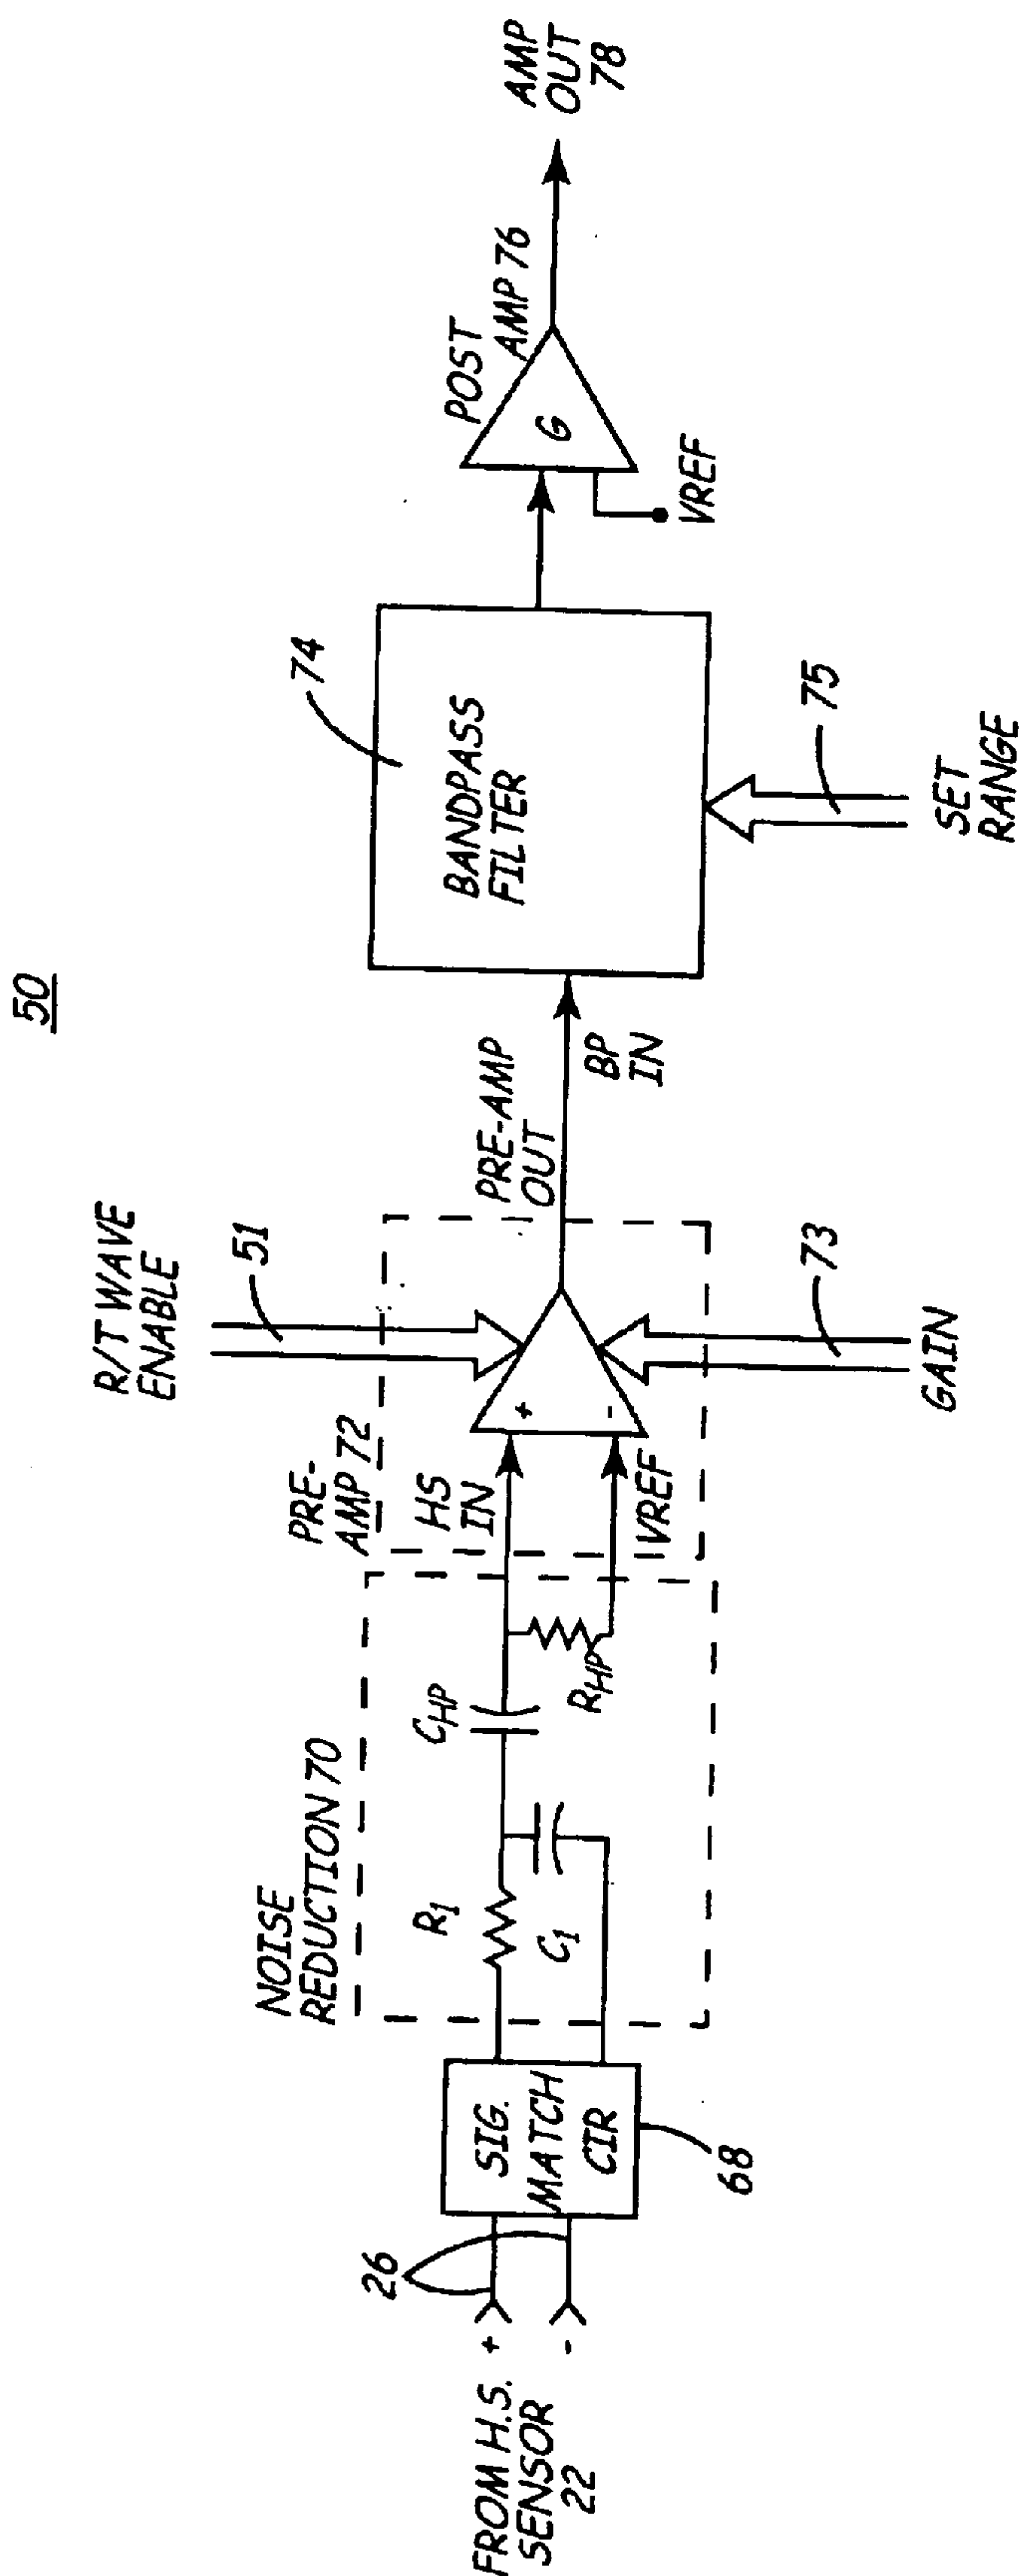 50
FROM H.S.
SENSOR
22
+
-
26
SIG.
MATCH
CIR
68
NOISE
REDUCTION 70
R1
C1
CHP
RHP
PRE-
AMP 72
HS
IN
VREF
+
-
R/T WAVE
ENABLE
51
GAIN
73
PRE-AMP
OUT
BP
IN
BANDPASS
FILTER
74
SET
RANGE
75
POST
AMP 76
G
VREF
AMP
OUT
78